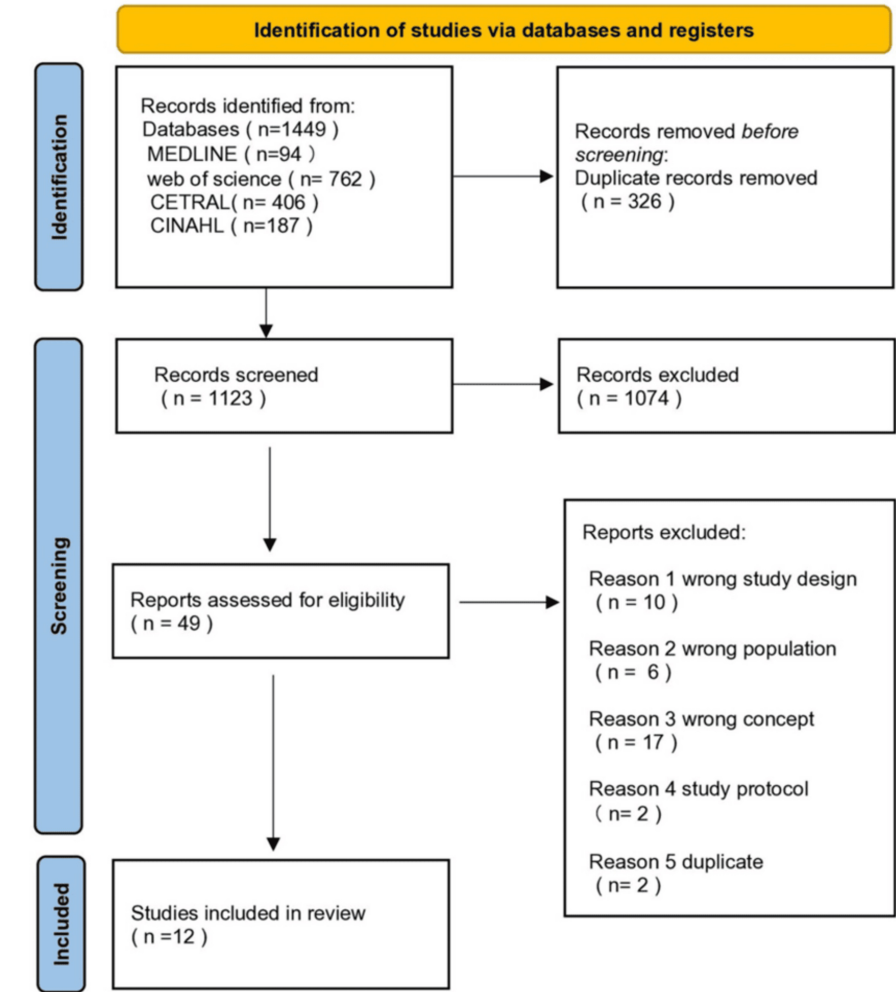 Identification of studies via databases and registers
Identification
Records identified from:
Databases ( n=1449 )
MEDLINE ( n=94 )
web of science ( n= 762 )
CETRAL( n= 406 )
CINAHL ( n=187 )
Records removed before
screening:
Duplicate records removed
( n = 326 )
Screening
Records screened
( n = 1123 )
Records excluded
( n = 1074 )
Reports assessed for eligibility
( n = 49 )
Reports excluded:
Reason 1 wrong study design
( n = 10 )
Reason 2 wrong population
( n = 6 )
Reason 3 wrong concept
( n = 17 )
Reason 4 study protocol
( n= 2 )
Reason 5 duplicate
( n= 2 )
Included
Studies included in review
( n =12 )